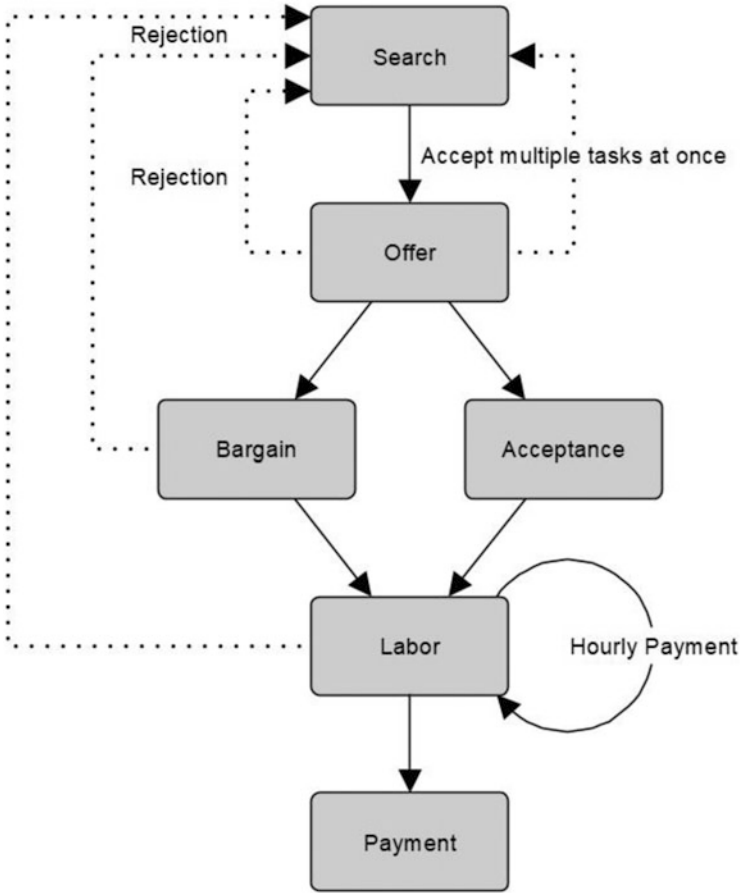 Rejection
Search
Accept multiple tasks at once
Rejection
Offer
Bargain
Acceptance
Labor
Hourly Payment
Payment